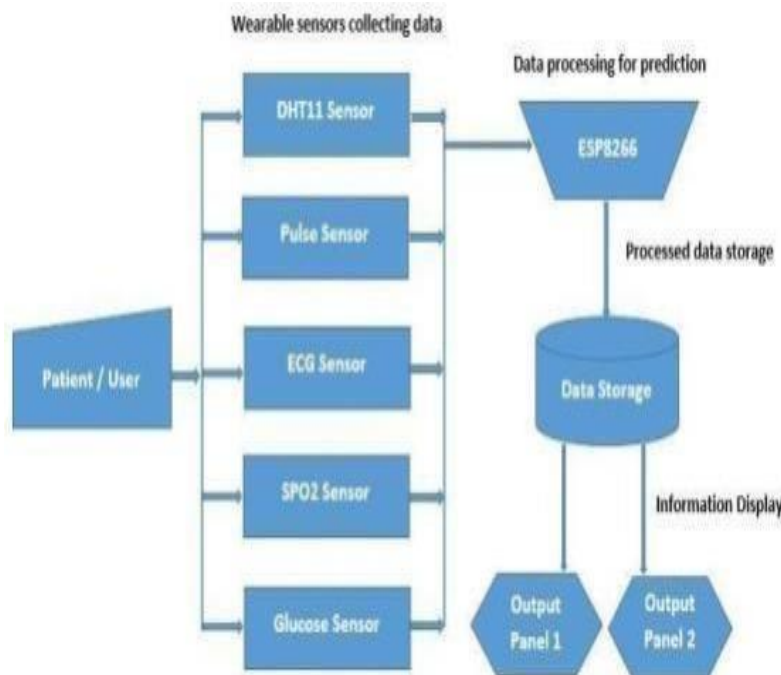 Wearable sensors collecting data
Data processing for prediction
DHT11 Sensor
ESP8266
Pulse Sensor
Processed data storage
Patient / User
ECG Sensor
Data Storage
SPO2 Sensor
Information Display
Glucose Sensor
Output
Panel 1
Output
Panel 2